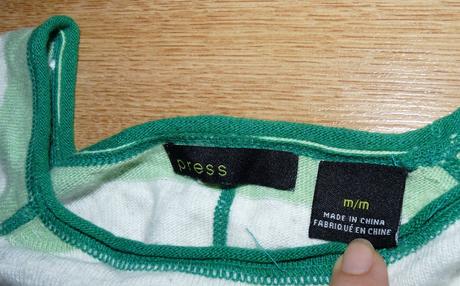 press
m/m
MADE IN CHINA
FABRIQUÉ EN CHINE